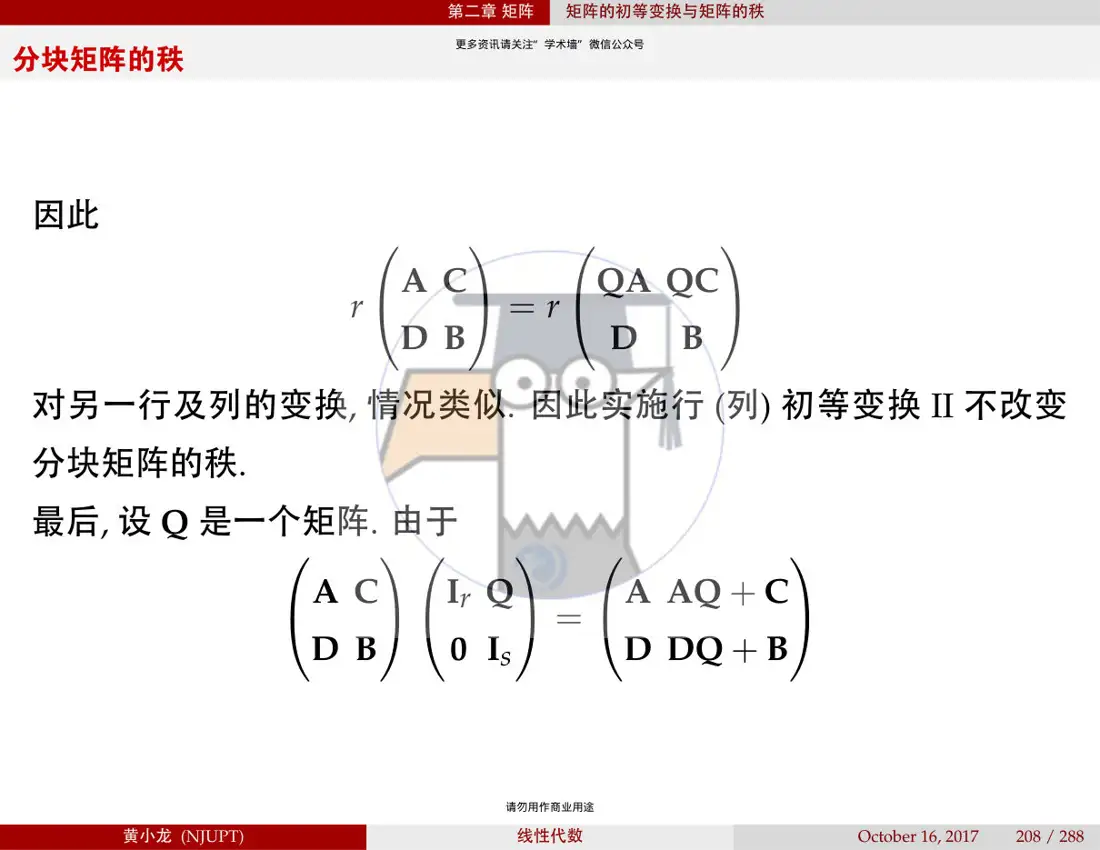 第二章 矩阵 矩阵的初等变换与矩阵的秩
更多资讯请关注“学术墙”微信公众号
分块矩阵的秩
因此
r ( A C ; D B ) = r ( QA QC ; D B )
对另一行及列的变换, 情况类似. 因此实施行 (列) 初等变换 II 不改变
分块矩阵的秩.
最后, 设 Q 是一个矩阵. 由于
( A C ; D B ) ( Iᵣ Q ; 0 Iₛ ) = ( A AQ + C ; D DQ + B )
请勿用作商业用途
黄小龙 (NJUPT) 线性代数 October 16, 2017 208 / 288